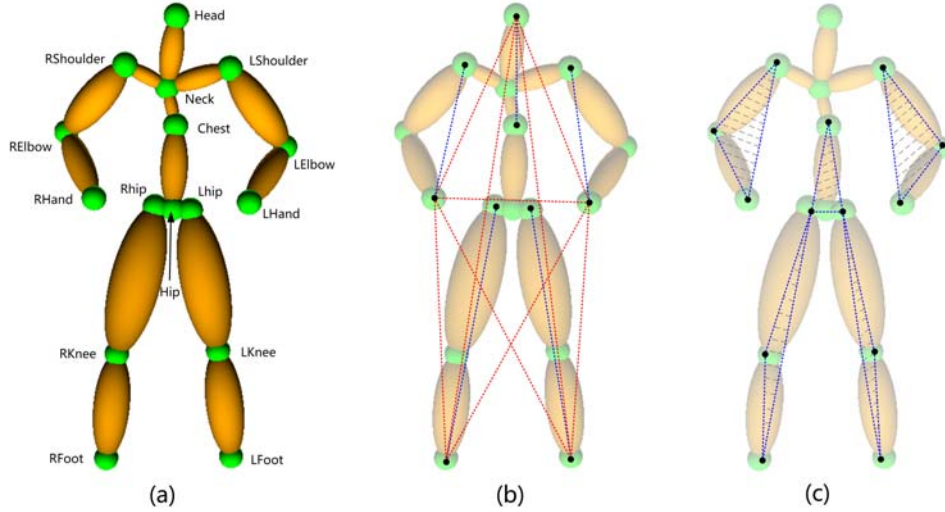 Head
RShoulder
LShoulder
Neck
Chest
RElbow
LElbow
Rhip
Lhip
RHand
LHand
Hip
RKnee
LKnee
RFoot
LFoot
(a)
(b)
(c)